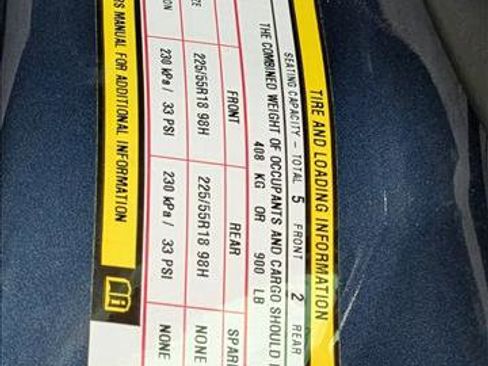 TIRE AND LOADING INFORMATION
SEATING CAPACITY - TOTAL 5 FRONT 2 REAR
THE COMBINED WEIGHT OF OCCUPANTS AND CARGO SHOULD
408 KG OR 900 LB
FRONT REAR
225/55R18 98H 225/55R18 98H NONE
230 kPa / 33 PSI 230 kPa / 33 PSI NONE
MANUAL FOR ADDITIONAL INFORMATION